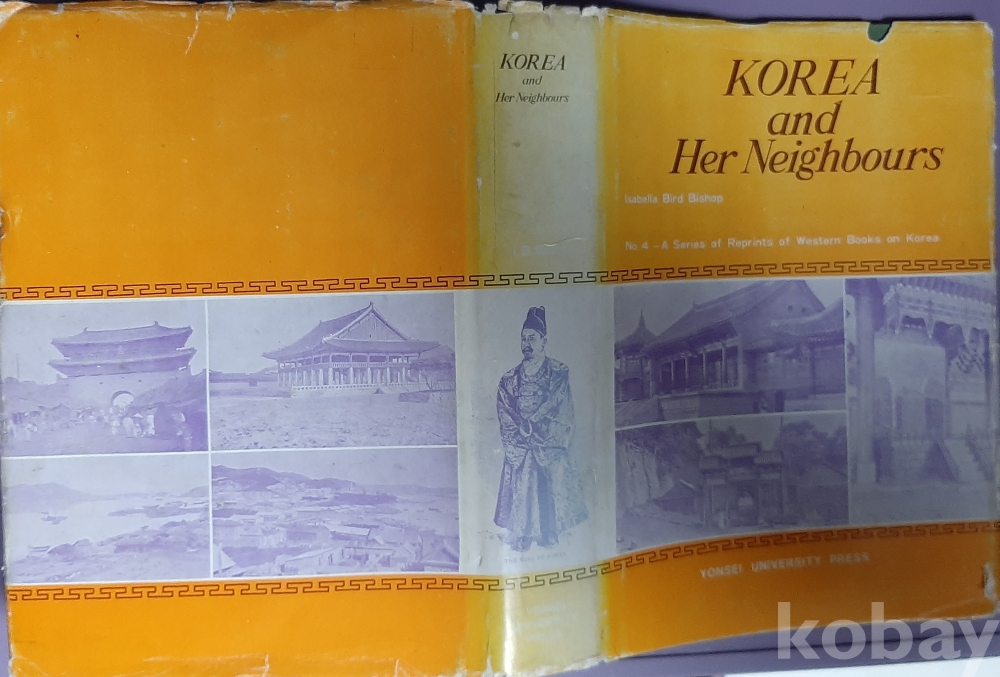 KOREA
and
Her Neighbours
KOREA
and
Her Neighbours
Isabella Bird Bishop
No. 4 – A Series of Reprints of Western Books on Korea
YONSEI UNIVERSITY PRESS
kobay